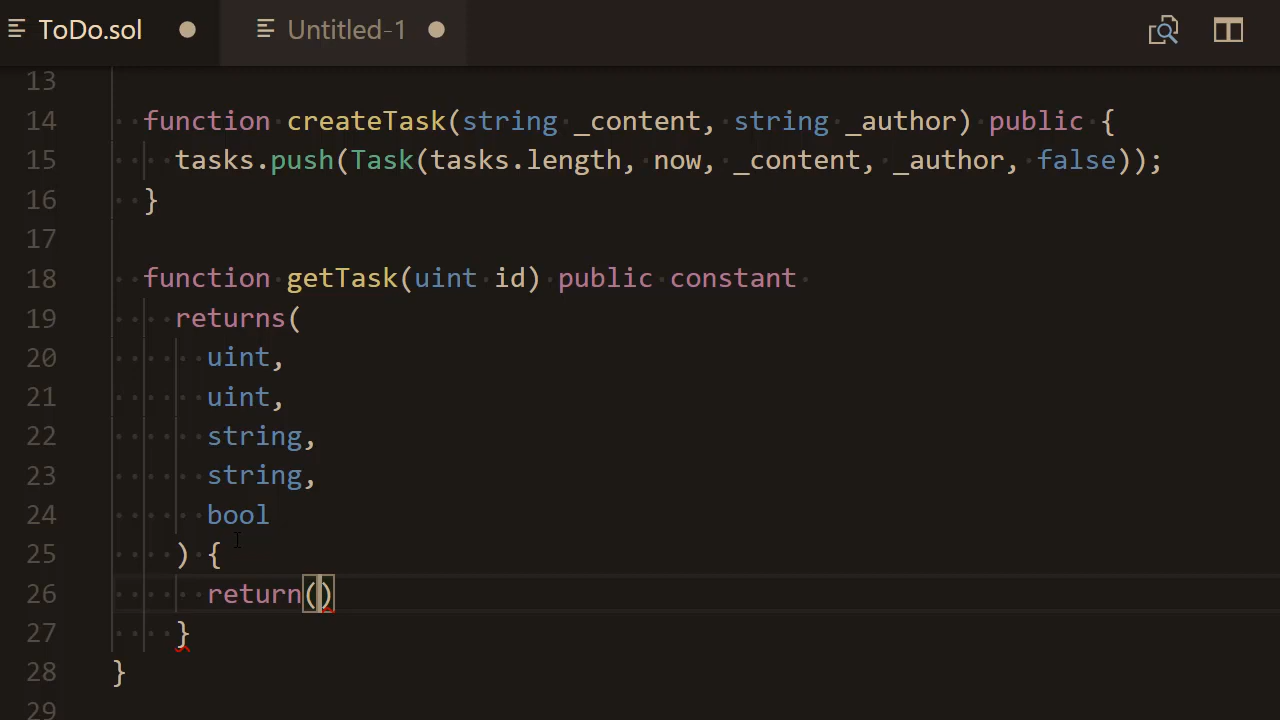 ToDo.sol Untitled-1
13
14 function createTask(string _content, string _author) public {
15 tasks.push(Task(tasks.length, now, _content, _author, false));
16 }
17
18 function getTask(uint id) public constant
19 returns(
20 uint,
21 uint,
22 string,
23 string,
24 bool
25 ) {
26 return()
27 }
28 }
29